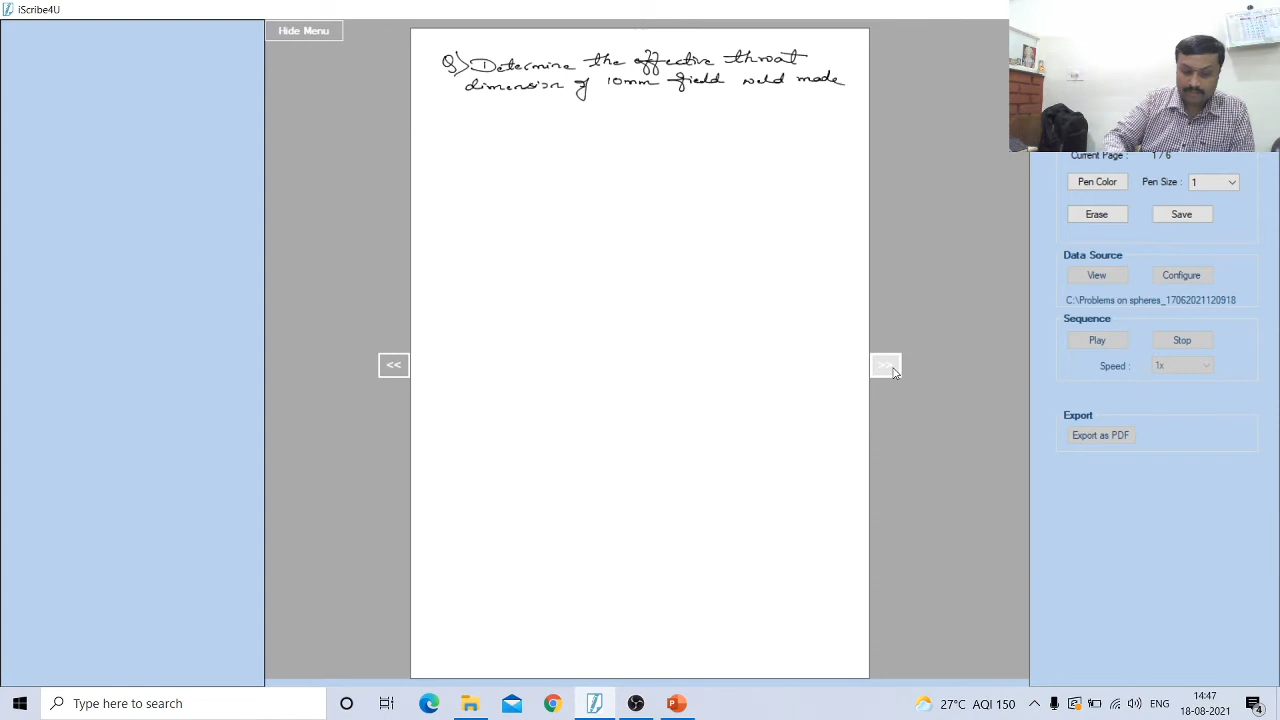 iScribe4U
Hide Menu
Q) Determine the effective throat
dimension of 10mm field weld made
Current Page : 1 / 6
Pen Color Pen Size : 1
Erase Save
Data Source
View Configure
C:\Problems on spheres_17062021120918
Sequence
Play Stop
Speed : 1x
<< >>
Export
Export as PDF
Type here to search
27°C AQI 150 ENG 14:47
18-08-2021 4